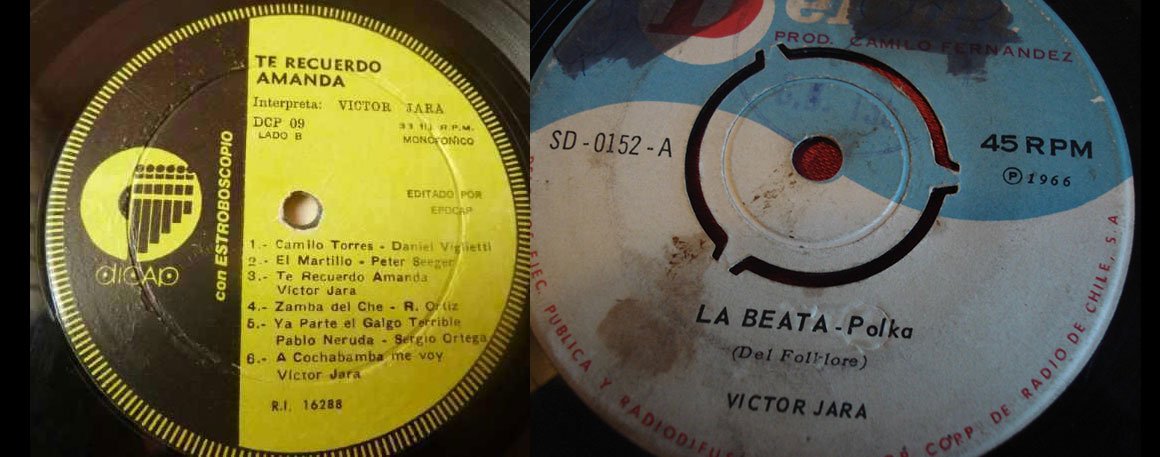 TE RECUERDO
AMANDA
Interpreta: VICTOR JARA
DCP 09
LADO B
33 1/3 R.P.M.
MONOFONICO
EDITADO POR
EPOCAP
con ESTROBOSCOPIO
dicap
1.- Camilo Torres - Daniel Viglietti
2.- El Martillo - Peter Seeger
3.- Te Recuerdo Amanda
Victor Jara
4.- Zamba del Che - R. Ortiz
5.- Ya Parte el Galgo Terrible
Pablo Neruda - Sergio Ortega
6.- A Cochabamba me voy
Victor Jara
R.I. 16288
PROD. CAMILO FERNANDEZ
SD-0152-A
45 RPM
℗ 1966
LA BEATA - Polka
(Del Folklore)
VICTOR JARA
EJEC. PUBLICA Y RADIODIFUS CORP. DE RADIO DE CHILE, S. A.